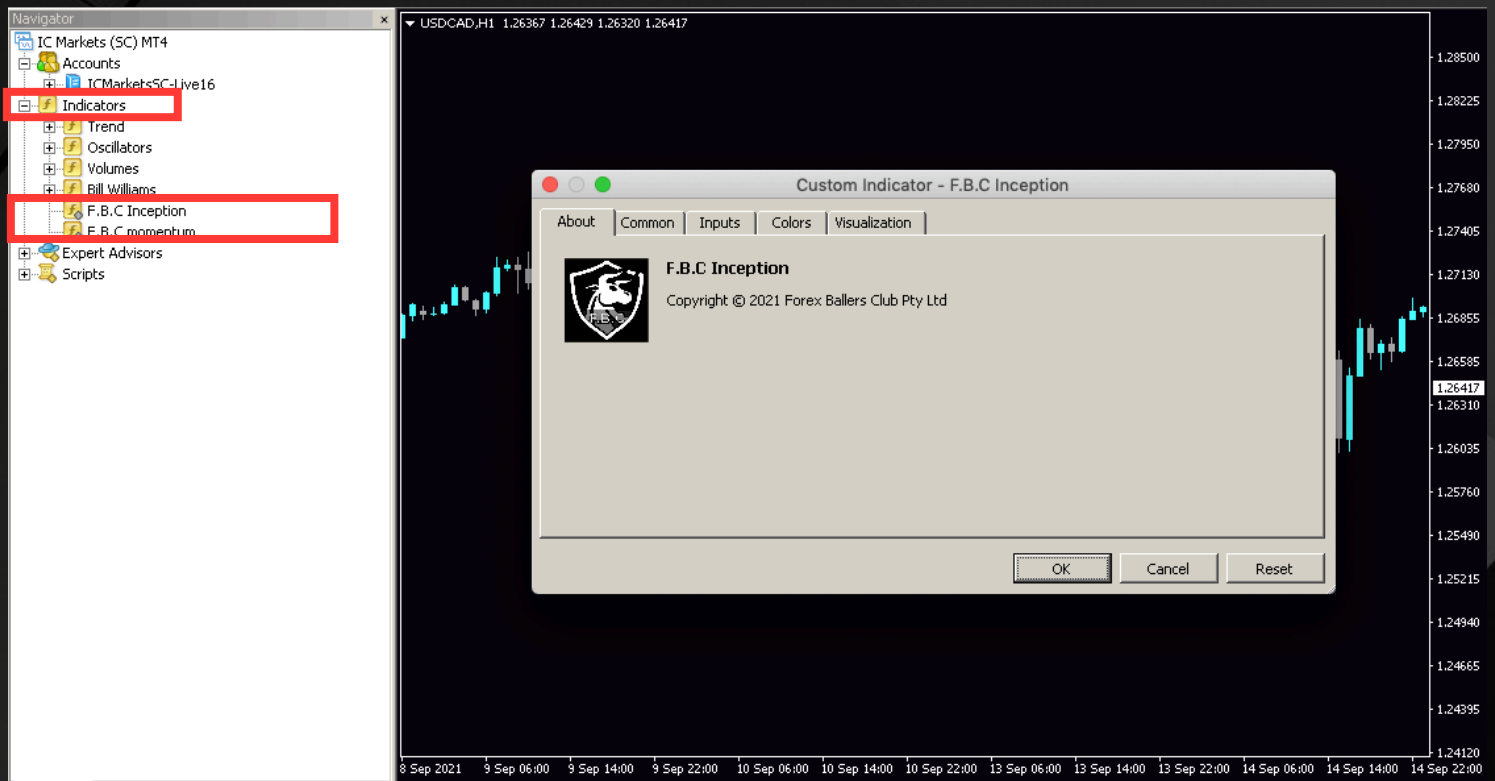 Navigator
IC Markets (SC) MT4
Accounts
ICMarketsSC-Live16
Indicators
Trend
Oscillators
Volumes
Bill Williams
F.B.C Inception
F.B.C momentum
Expert Advisors
Scripts
USDCAD,H1 1.26367 1.26429 1.26320 1.26417
Custom Indicator - F.B.C Inception
About Common Inputs Colors Visualization
F.B.C
F.B.C Inception
Copyright © 2021 Forex Ballers Club Pty Ltd
OK Cancel Reset
1.28500
1.28225
1.27950
1.27680
1.27405
1.27130
1.26855
1.26585
1.26417
1.26310
1.26035
1.25760
1.25490
1.25215
1.24940
1.24665
1.24395
1.24120
8 Sep 2021 9 Sep 06:00 9 Sep 14:00 9 Sep 22:00 10 Sep 06:00 10 Sep 14:00 10 Sep 22:00 13 Sep 06:00 13 Sep 14:00 13 Sep 22:00 14 Sep 06:00 14 Sep 14:00 14 Sep 22:00